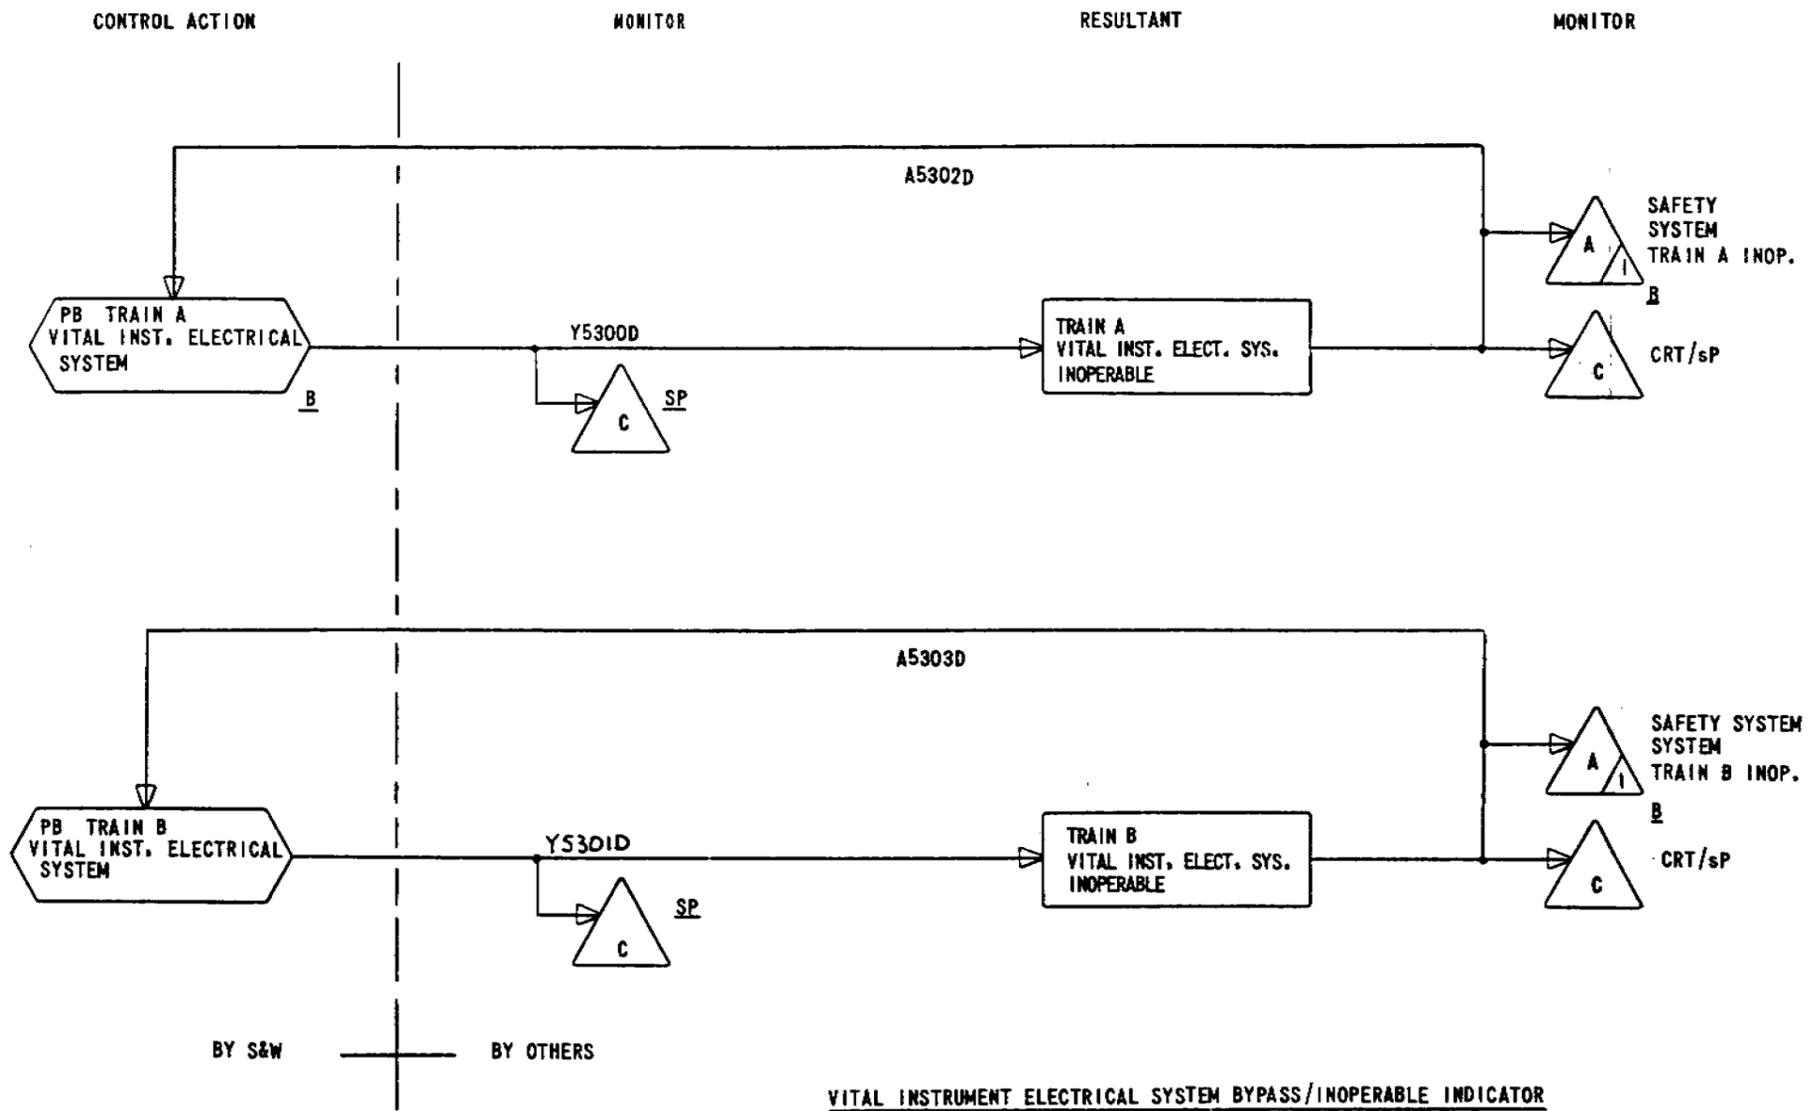 CONTROL ACTION
MONITOR
RESULTANT
MONITOR
A5302D
SAFETY
SYSTEM
TRAIN A INOP.
A
1
B
PB TRAIN A
VITAL INST. ELECTRICAL
SYSTEM
B
Y5300D
C
SP
TRAIN A
VITAL INST. ELECT. SYS.
INOPERABLE
C
CRT/sP
A5303D
SAFETY SYSTEM
SYSTEM
TRAIN B INOP.
A
1
B
PB TRAIN B
VITAL INST. ELECTRICAL
SYSTEM
Y5301D
C
SP
TRAIN B
VITAL INST. ELECT. SYS.
INOPERABLE
C
CRT/sP
BY S&W
BY OTHERS
VITAL INSTRUMENT ELECTRICAL SYSTEM BYPASS/INOPERABLE INDICATOR